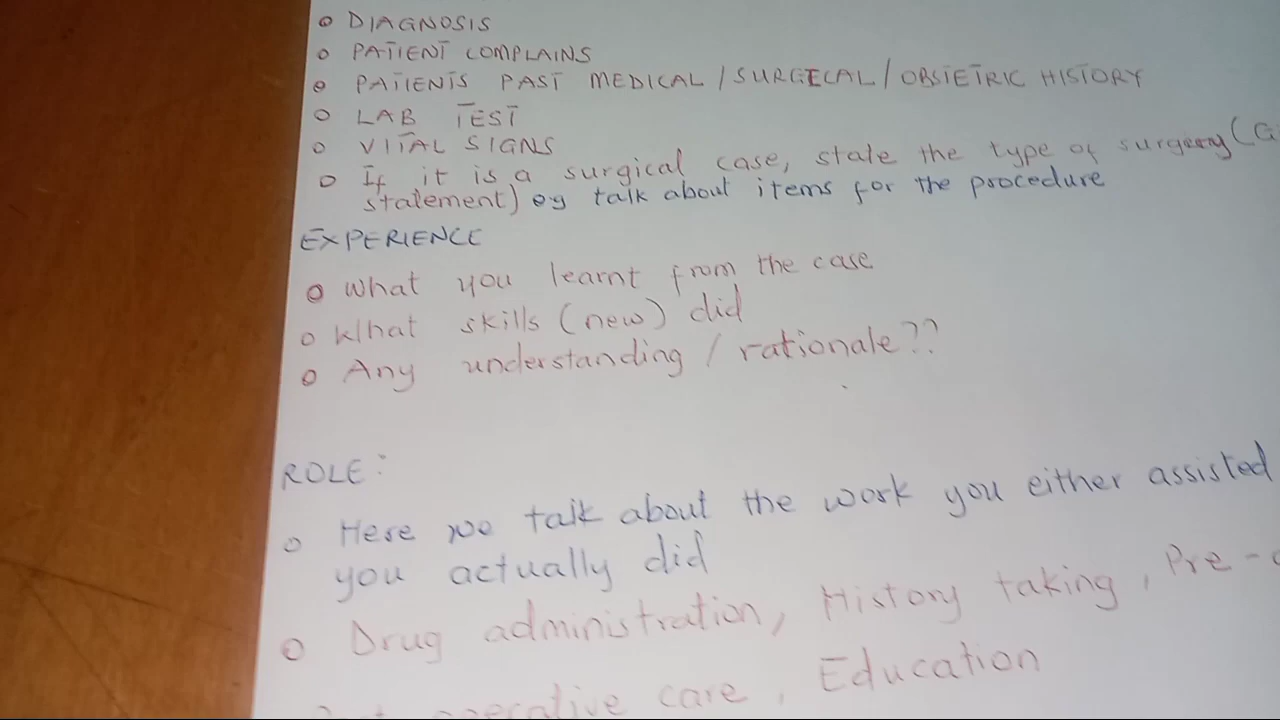 DIAGNOSIS
PATIENT COMPLAINS
PATIENTS PAST MEDICAL / SURGECAL / OBSTETRIC HISTORY
LAB TEST
VITAL SIGNS
If it is a surgical case, state the type of surgery (
statement) talk about items for the procedure
EXPERIENCE
What you learnt from the case
What skills (new) did
Any understanding / rationale??
ROLE:
Here we talk about the work you either assisted
you actually did
Drug administration, History taking, Pre-
operative care, Education